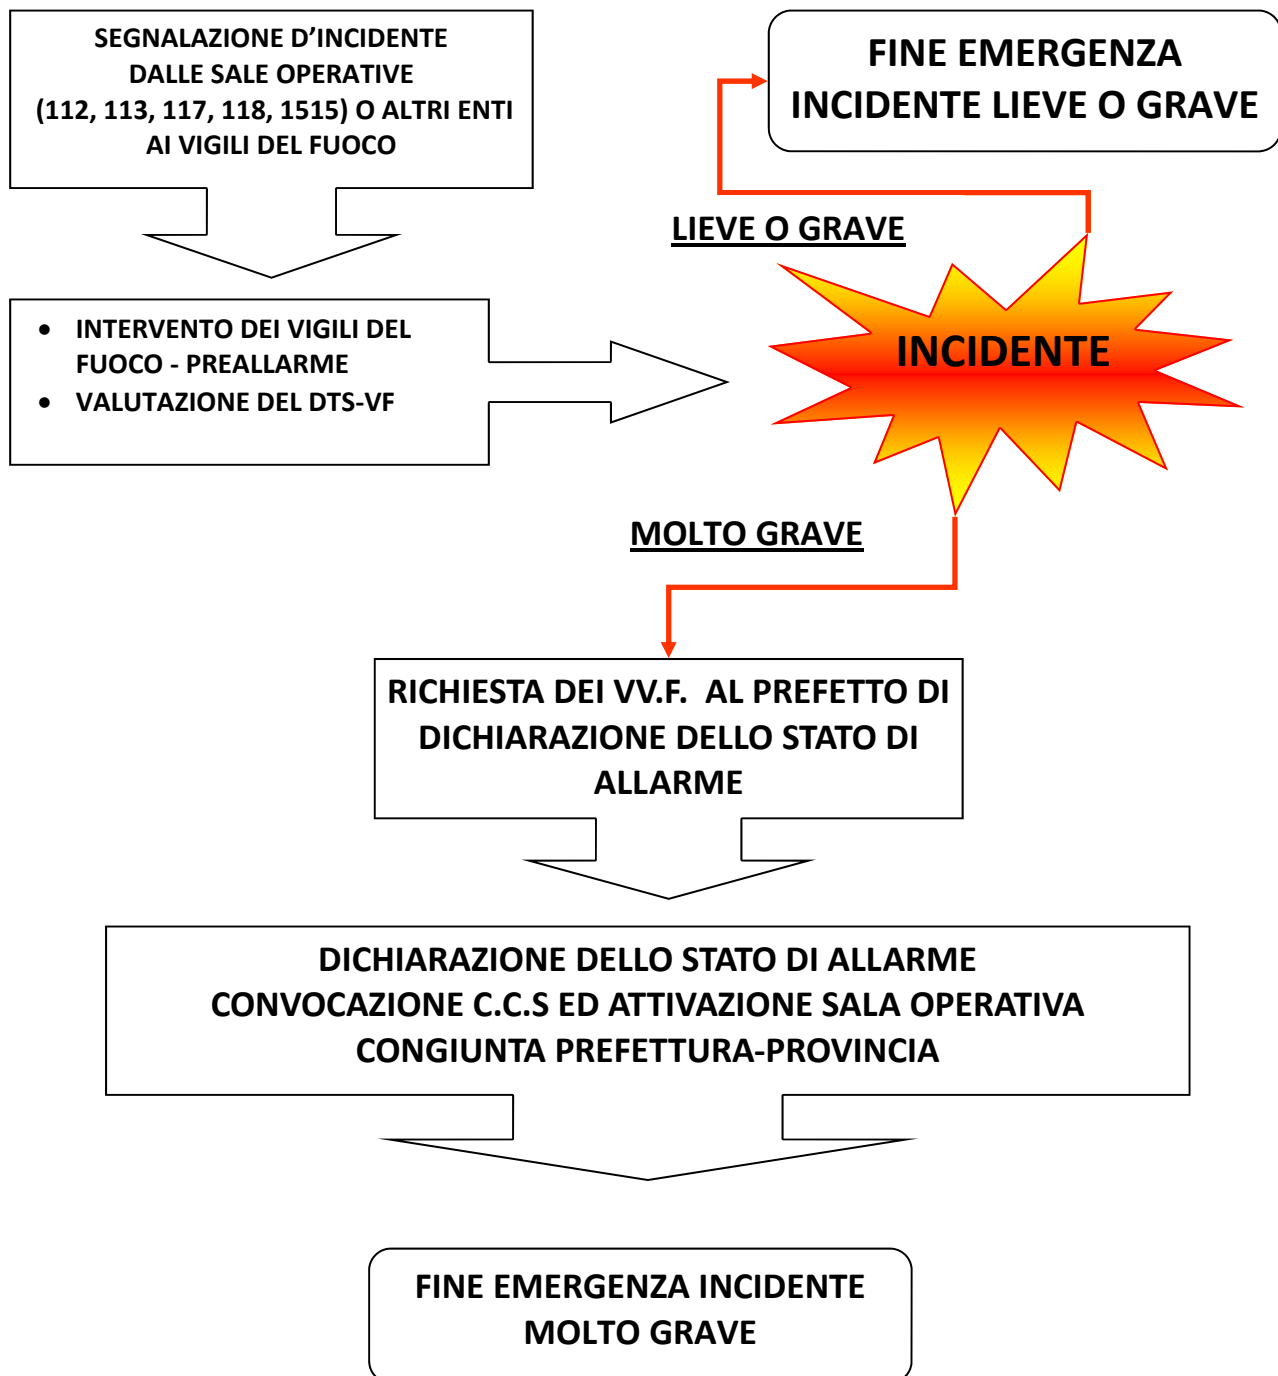 SEGNALAZIONE D’INCIDENTE
DALLE SALE OPERATIVE
(112, 113, 117, 118, 1515) O ALTRI ENTI
AI VIGILI DEL FUOCO
FINE EMERGENZA
INCIDENTE LIEVE O GRAVE
LIEVE O GRAVE
• INTERVENTO DEI VIGILI DEL
FUOCO - PREALLARME
• VALUTAZIONE DEL DTS-VF
INCIDENTE
MOLTO GRAVE
RICHIESTA DEI VV.F. AL PREFETTO DI
DICHIARAZIONE DELLO STATO DI
ALLARME
DICHIARAZIONE DELLO STATO DI ALLARME
CONVOCAZIONE C.C.S ED ATTIVAZIONE SALA OPERATIVA
CONGIUNTA PREFETTURA-PROVINCIA
FINE EMERGENZA INCIDENTE
MOLTO GRAVE